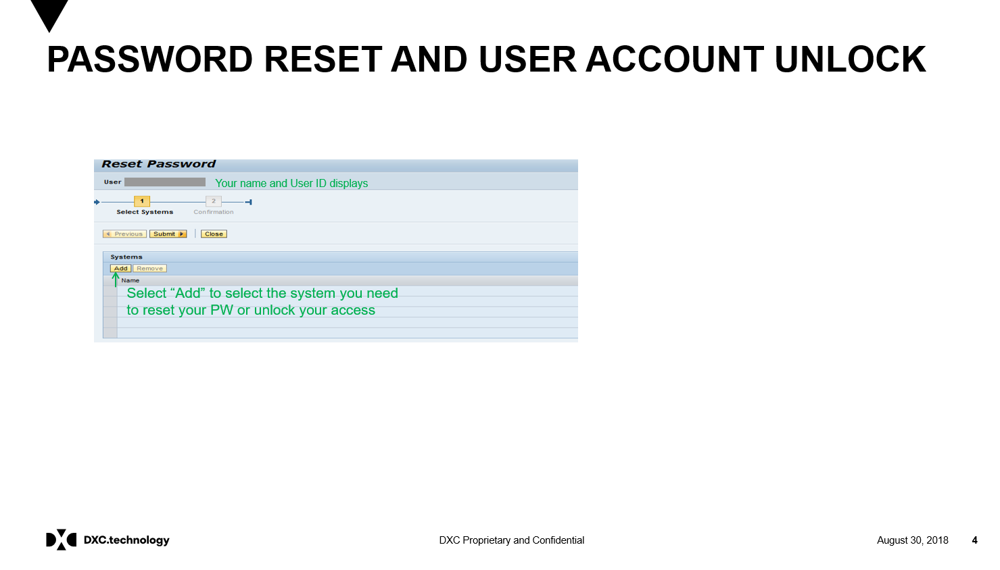 PASSWORD RESET AND USER ACCOUNT UNLOCK
Reset Password
User Your name and User ID displays
1 2
Select Systems Confirmation
Previous Submit Close
Systems
Add Remove
Name
Select “Add” to select the system you need
to reset your PW or unlock your access
DXC.technology DXC Proprietary and Confidential August 30, 2018 4